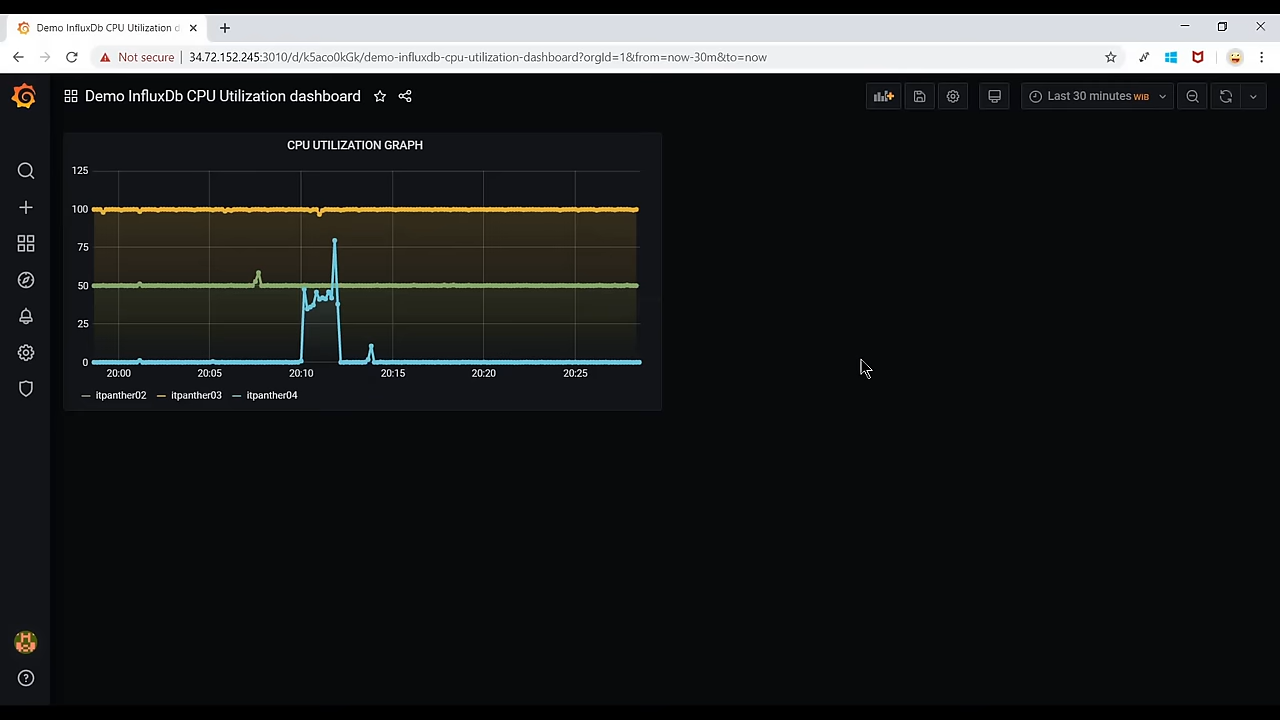 Demo InfluxDb CPU Utilization d
Not secure
34.72.152.245:3010/d/k5aco0kGk/demo-influxdb-cpu-utilization-dashboard?orgId=1&from=now-30m&to=now
Demo InfluxDb CPU Utilization dashboard
Last 30 minutes WIB
CPU UTILIZATION GRAPH
125
100
75
50
25
0
20:00 20:05 20:10 20:15 20:20 20:25
itpanther02 itpanther03 itpanther04